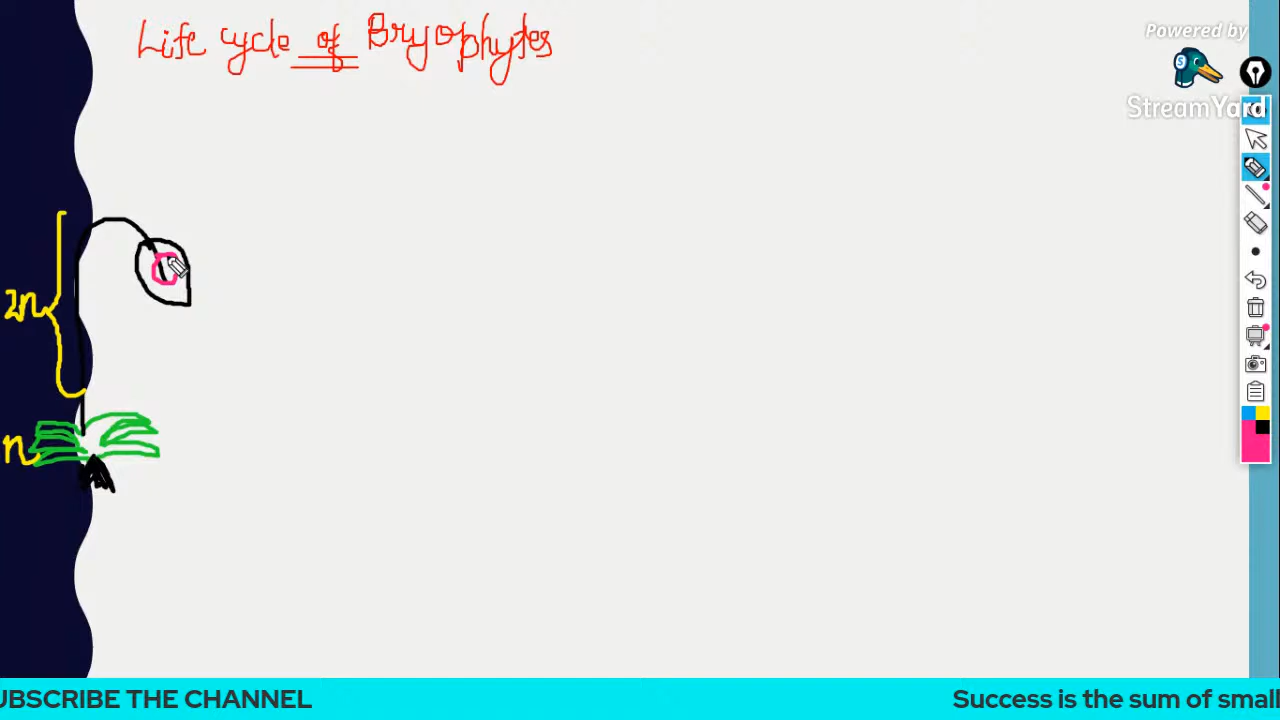 Life cycle of Bryophytes
Powered by
StreamYard
2n
n
UBSCRIBE THE CHANNEL
Success is the sum of small